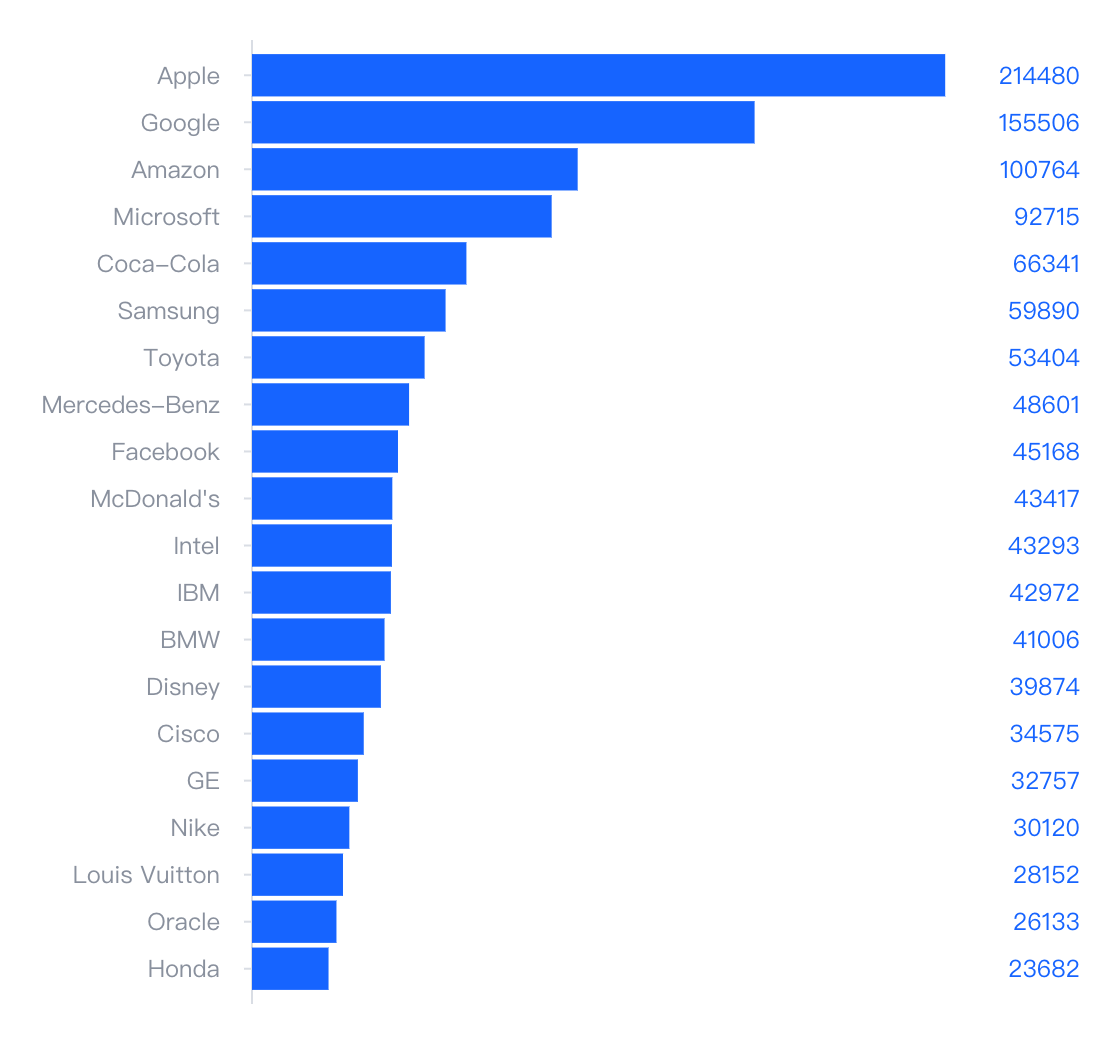 Apple 214480
Google 155506
Amazon 100764
Microsoft 92715
Coca–Cola 66341
Samsung 59890
Toyota 53404
Mercedes–Benz 48601
Facebook 45168
McDonald's 43417
Intel 43293
IBM 42972
BMW 41006
Disney 39874
Cisco 34575
GE 32757
Nike 30120
Louis Vuitton 28152
Oracle 26133
Honda 23682